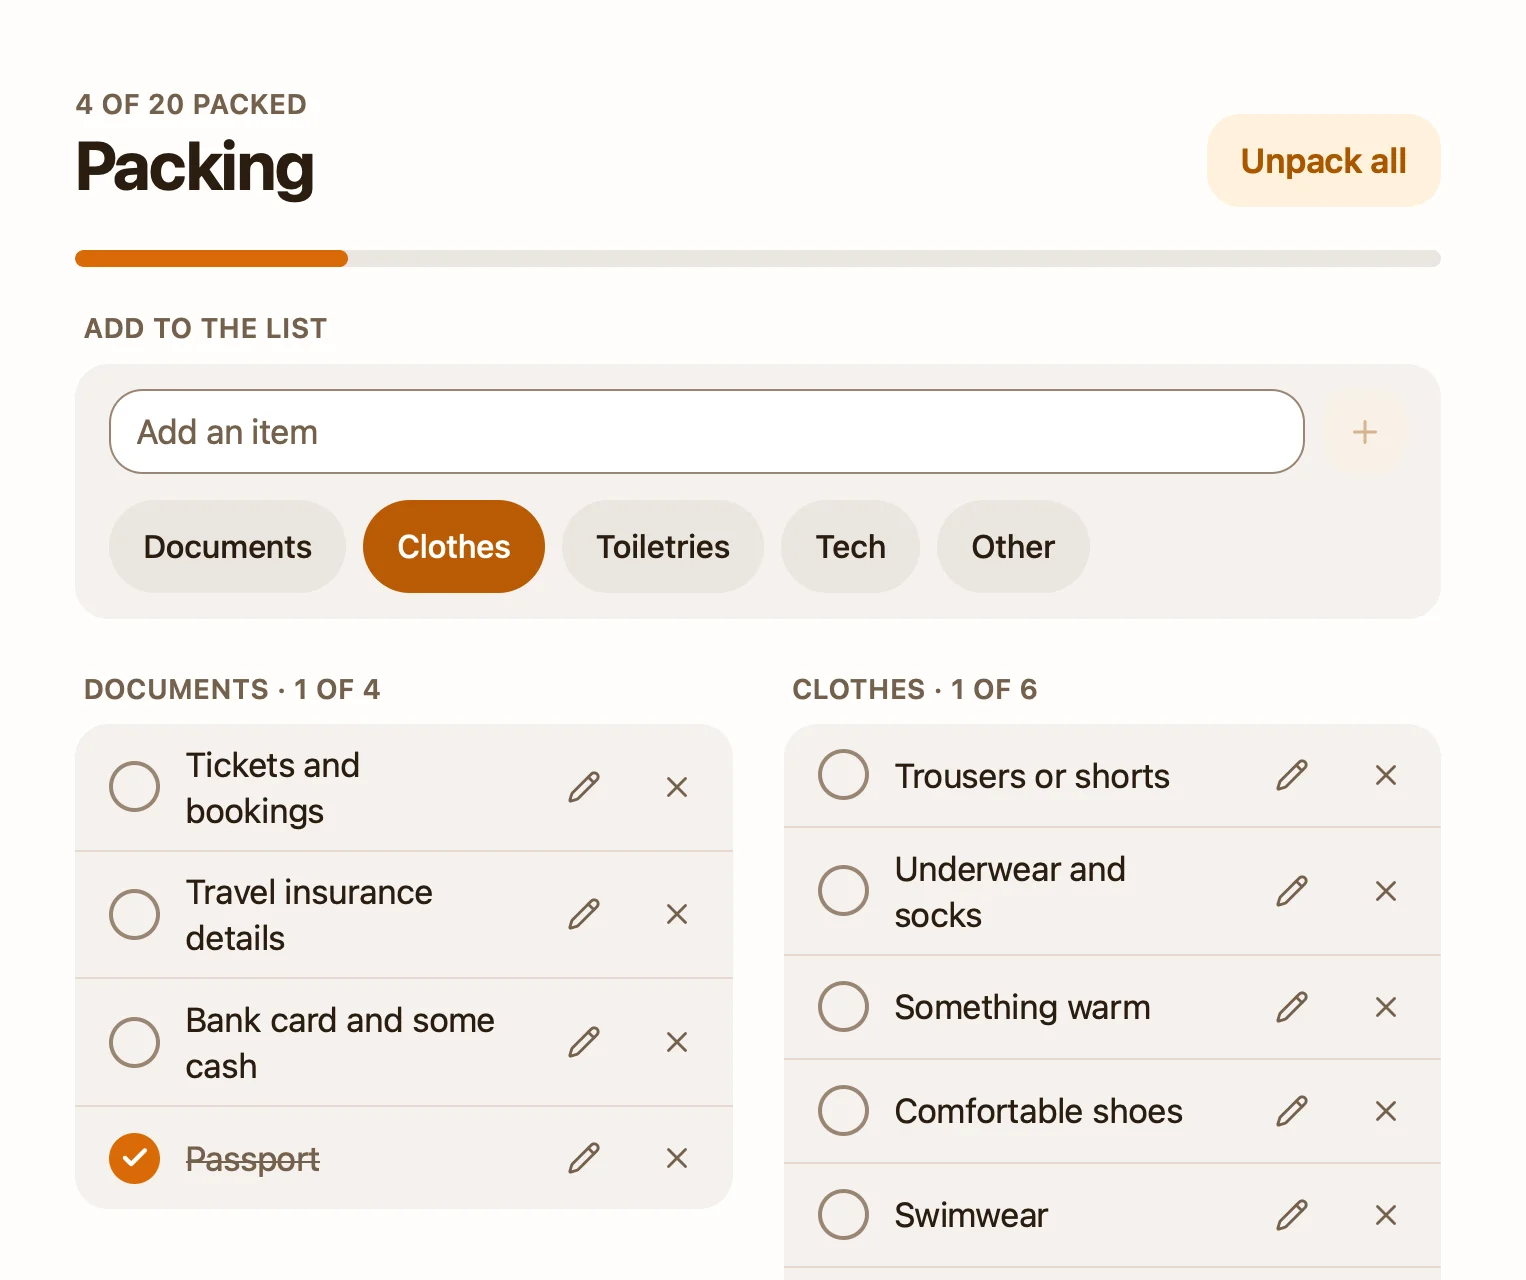 4 OF 20 PACKED
Packing
Unpack all
ADD TO THE LIST
Add an item
Documents
Clothes
Toiletries
Tech
Other
DOCUMENTS · 1 OF 4
Tickets and
bookings
Travel insurance
details
Bank card and some
cash
Passport
CLOTHES · 1 OF 6
Trousers or shorts
Underwear and
socks
Something warm
Comfortable shoes
Swimwear